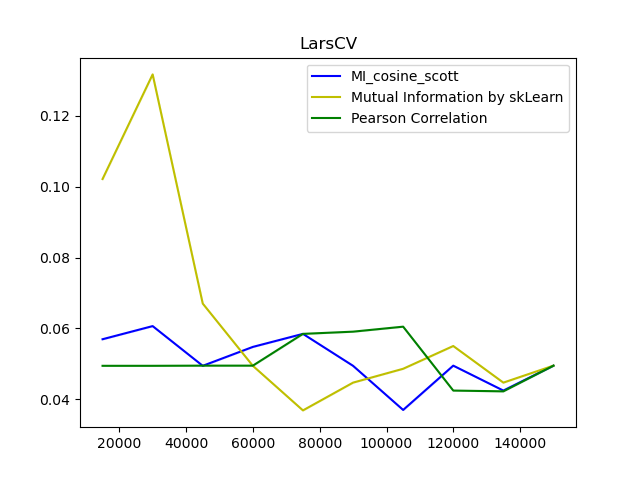 LarsCV
MI_cosine_scott
Mutual Information by skLearn
Pearson Correlation
0.12
0.10
0.08
0.06
0.04
20000 40000 60000 80000 100000 120000 140000